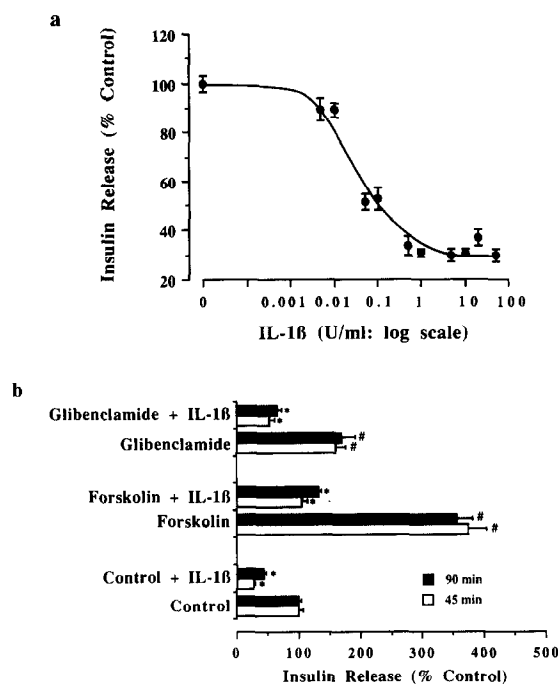 a
120
100
80
60
40
20
Insulin Release (% Control)
0 0.001 0.01 0.1 1 10 100
IL-1ß (U/ml: log scale)
b
Glibenclamide + IL-1ß
Glibenclamide
Forskolin + IL-1ß
Forskolin
Control + IL-1ß
Control
*
*
#
#
*
*
#
#
*
*
90 min
45 min
0 100 200 300 400 500
Insulin Release (% Control)